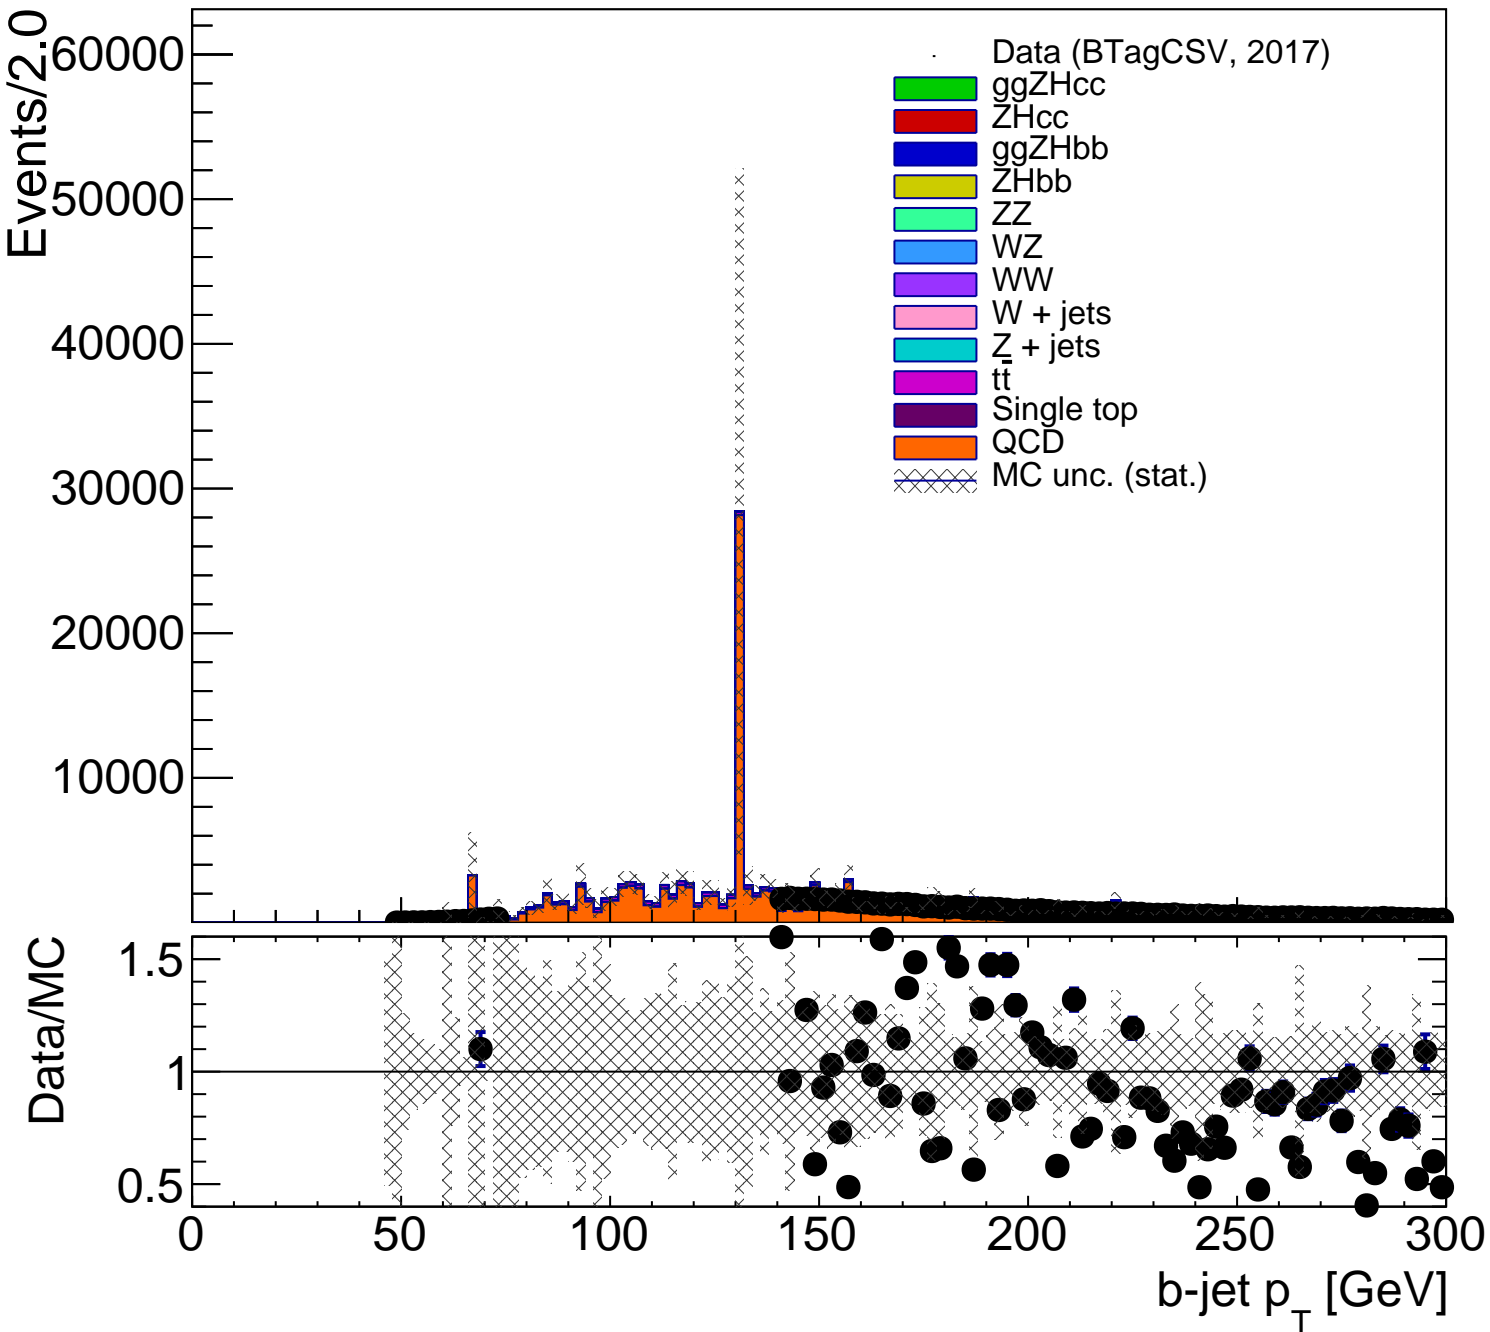 Events/2.0
60000
50000
40000
30000
20000
10000
Data (BTagCSV, 2017)
ggZHcc
ZHcc
ggZHbb
ZHbb
ZZ
WZ
WW
W + jets
Z + jets
tt̄
Single top
QCD
MC unc. (stat.)
Data/MC
1.5
1
0.5
0 50 100 150 200 250 300
b-jet p_T [GeV]